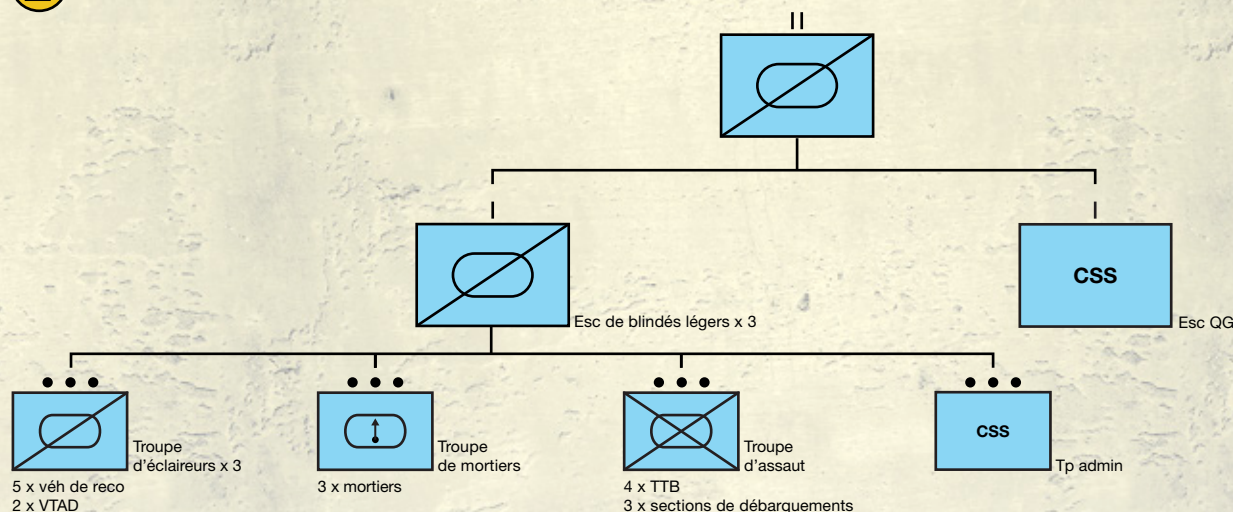 CSS
Esc de blindés légers x 3
Esc QG
Troupe
d'éclaireurs x 3
5 x véh de reco
2 x VTAD
Troupe
de mortiers
3 x mortiers
Troupe
d'assaut
4 x TTB
3 x sections de débarquements
CSS
Tp admin